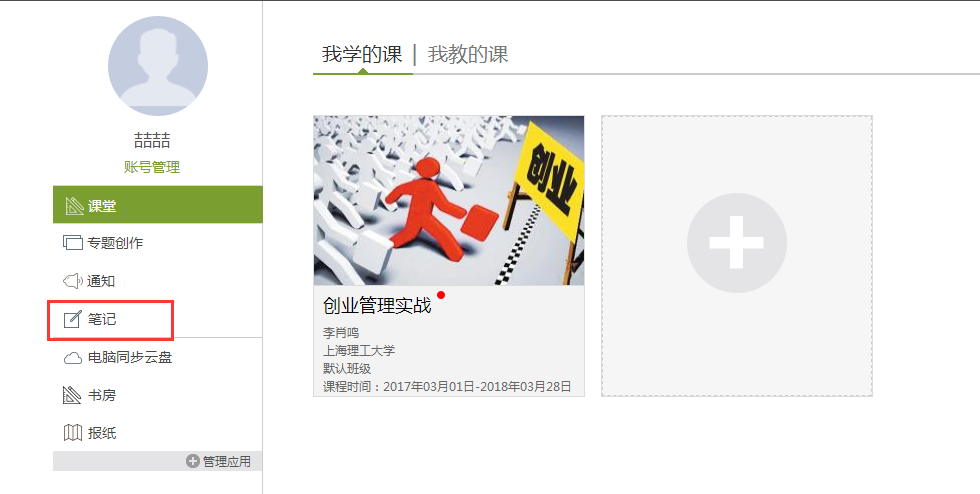 喆喆
账号管理
课堂
专题创作
通知
笔记
电脑同步云盘
书房
报纸
管理应用
我学的课 | 我教的课
创业
创业管理实战
李肖鸣
上海理工大学
默认班级
课程时间：2017年03月01日-2018年03月28日